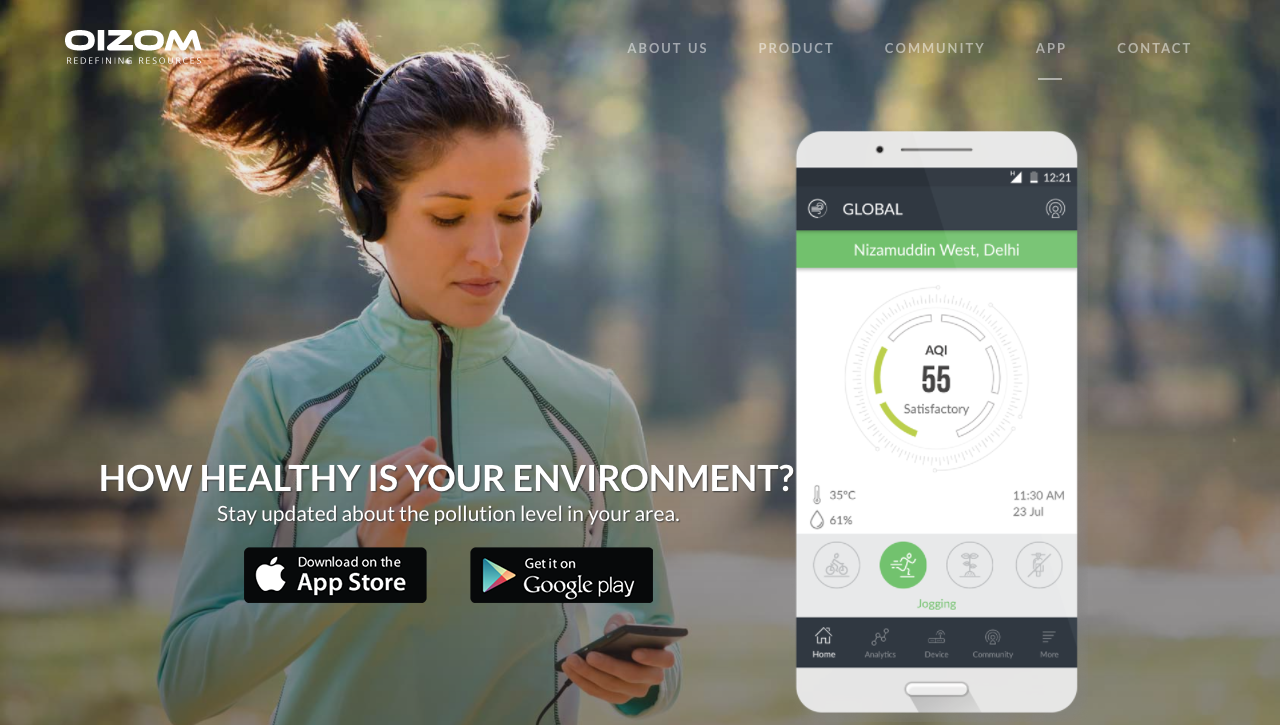 OIZOM
REDEFINING RESOURCES
ABOUT US
PRODUCT
COMMUNITY
APP
CONTACT
12:21
GLOBAL
Nizamuddin West, Delhi
AQI
55
Satisfactory
35°C
61%
11:30 AM
23 Jul
Jogging
Home
Analytics
Device
Community
More
HOW HEALTHY IS YOUR ENVIRONMENT?
Stay updated about the pollution level in your area.
Download on the
App Store
Get it on
Google play